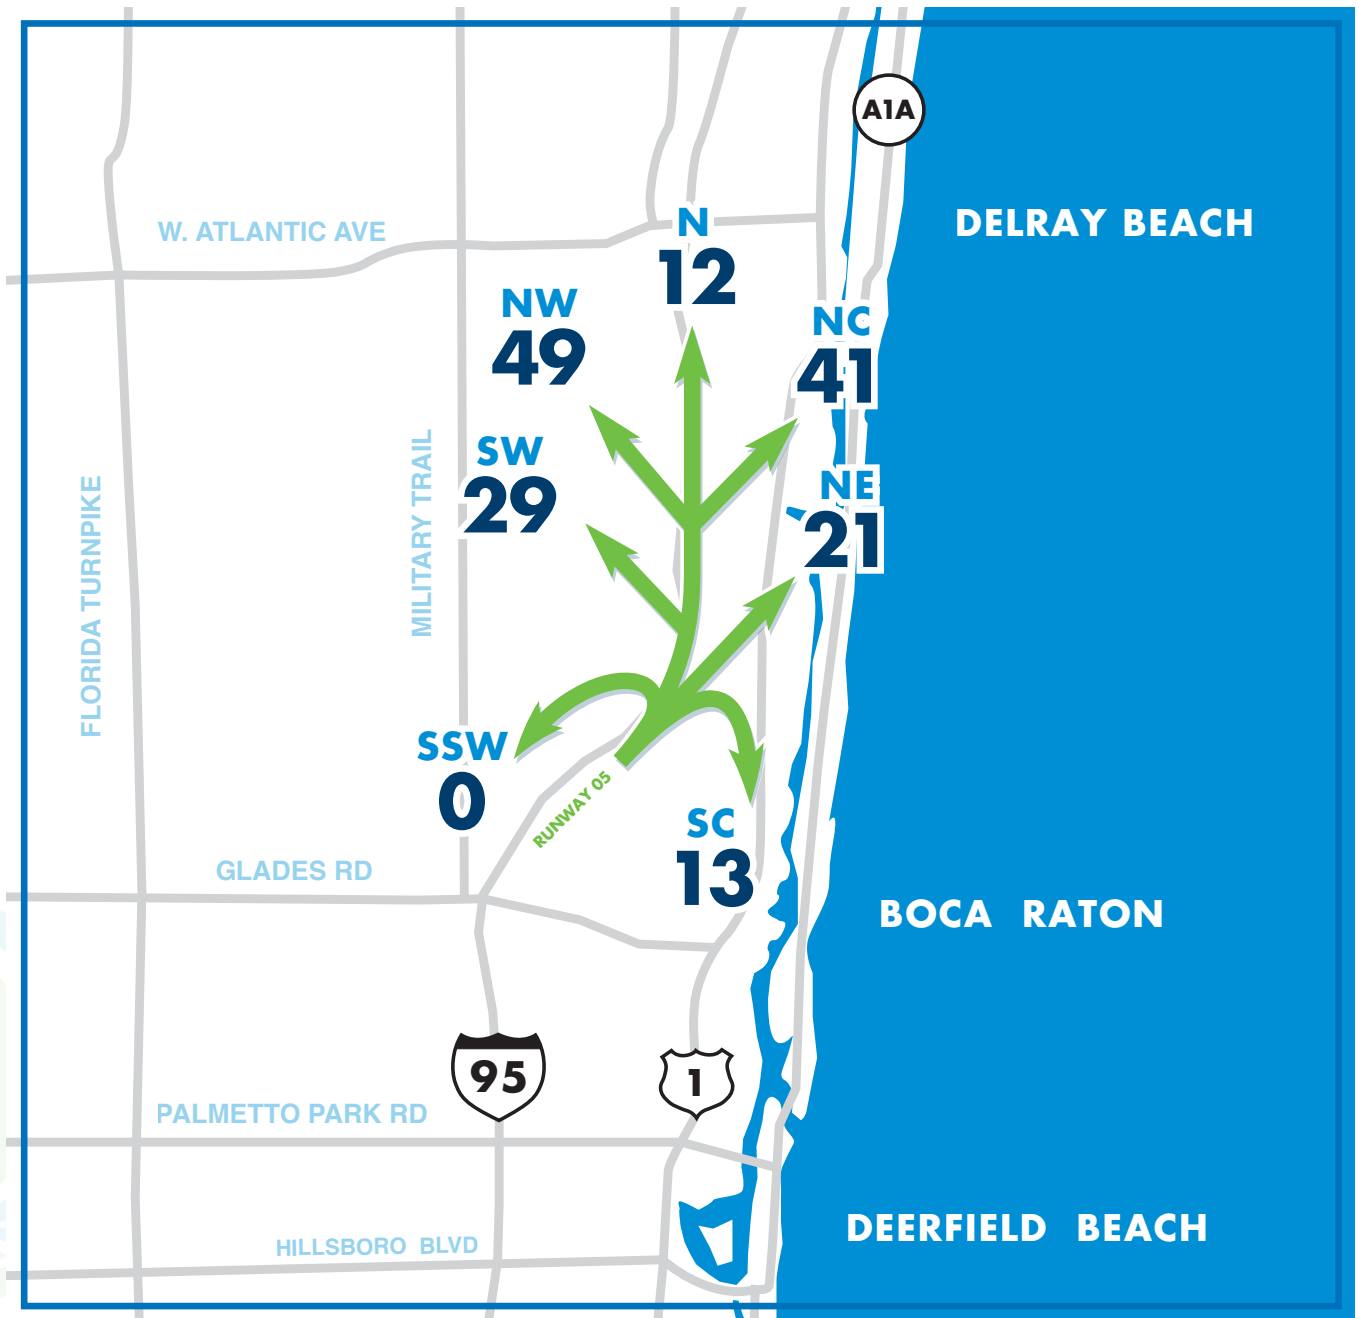 A1A
W. ATLANTIC AVE
N
12
DELRAY BEACH
NW
49
NC
41
SW
29
NE
21
FLORIDA TURNPIKE
MILITARY TRAIL
SSW
0
RUNWAY 05
SC
13
GLADES RD
BOCA RATON
95
1
PALMETTO PARK RD
HILLSBORO BLVD
DEERFIELD BEACH